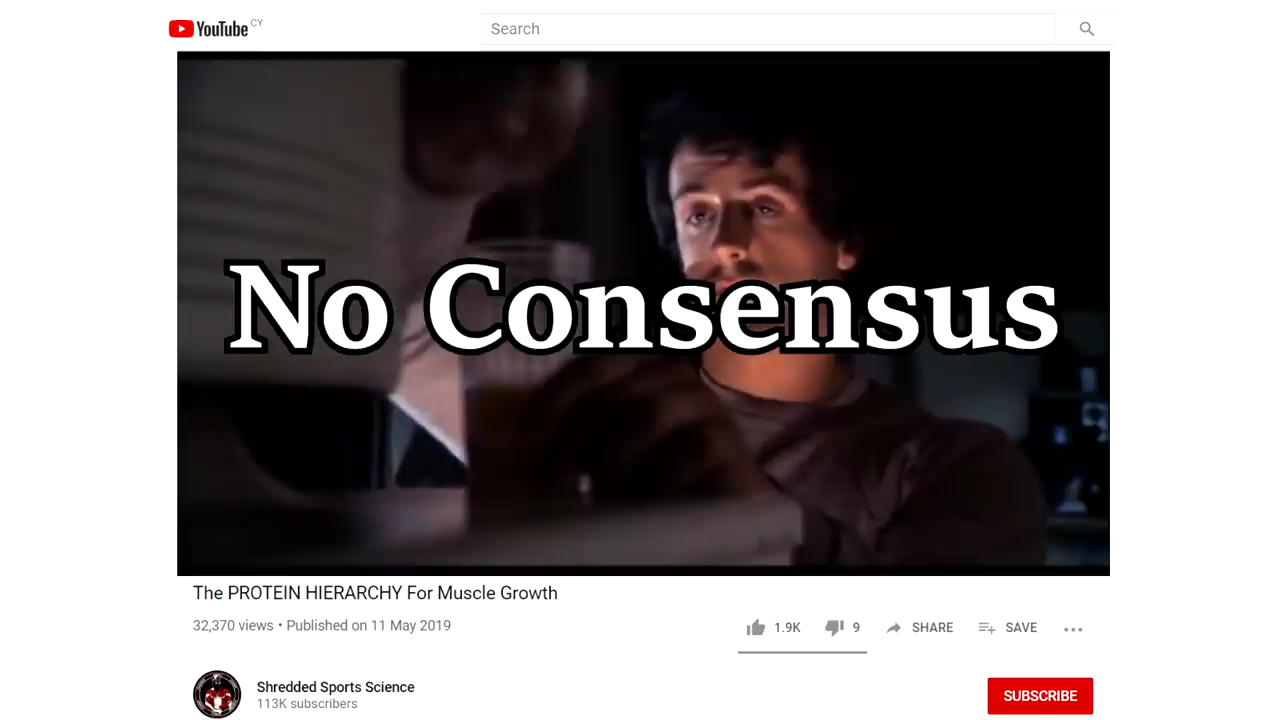 YouTube CY
Search
No Consensus
The PROTEIN HIERARCHY For Muscle Growth
32,370 views • Published on 11 May 2019
1.9K 9 SHARE SAVE
Shredded Sports Science
113K subscribers
SUBSCRIBE